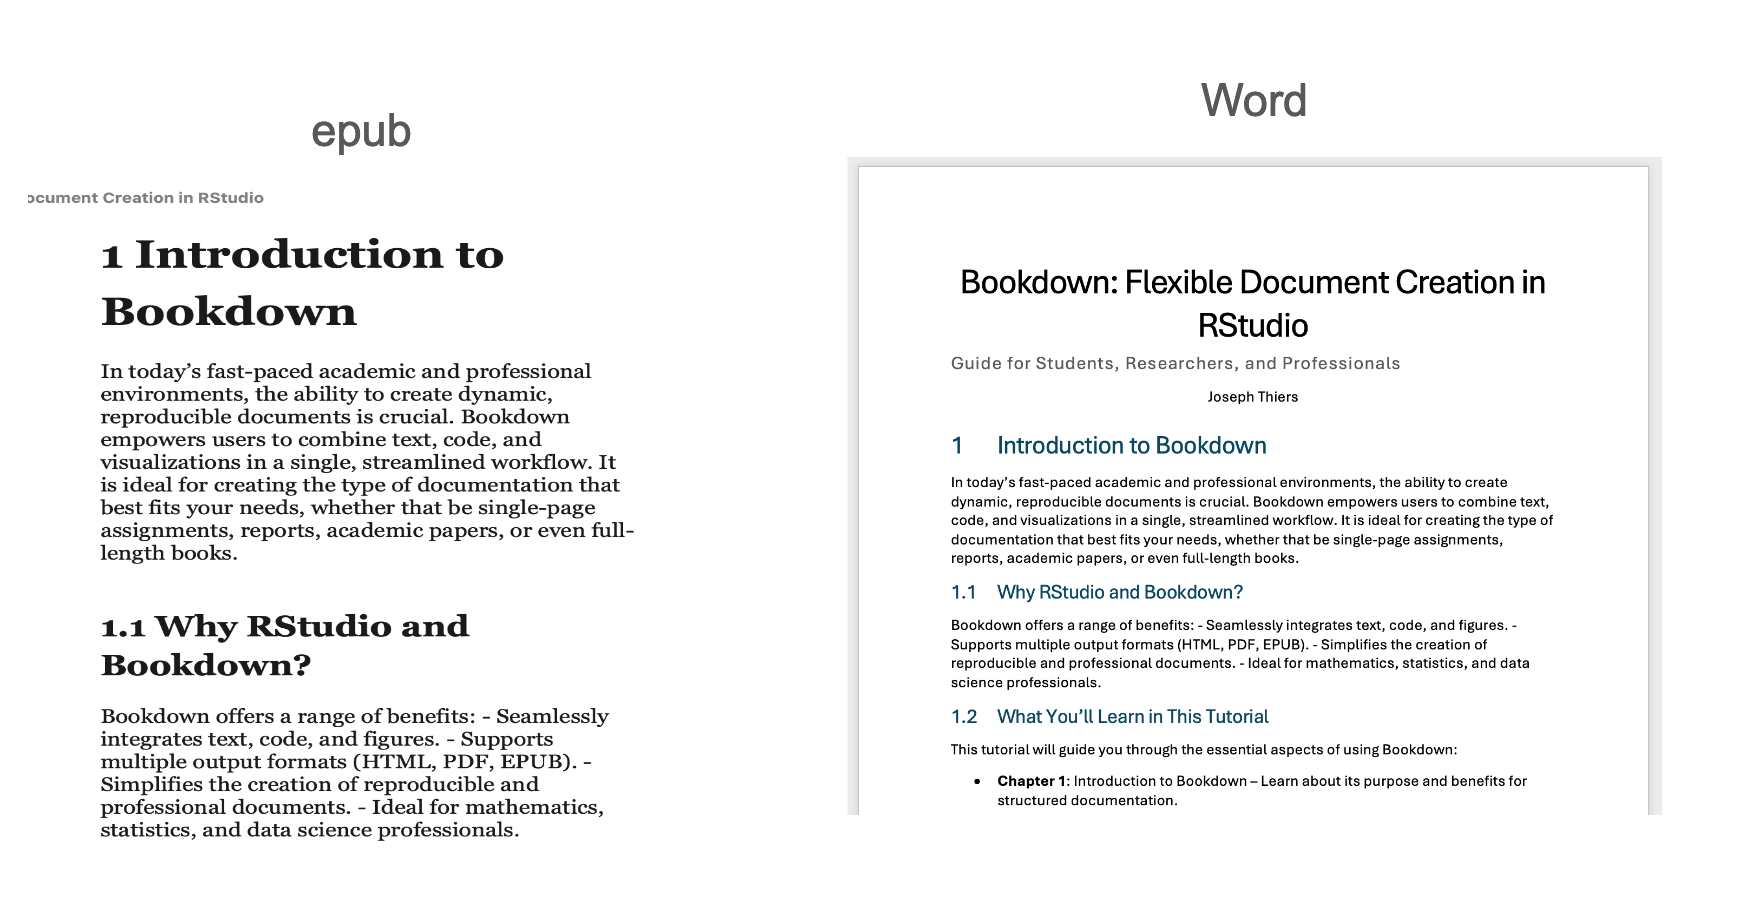 epub
ocument Creation in RStudio
1 Introduction to
Bookdown
In today’s fast-paced academic and professional
environments, the ability to create dynamic,
reproducible documents is crucial. Bookdown
empowers users to combine text, code, and
visualizations in a single, streamlined workflow. It
is ideal for creating the type of documentation that
best fits your needs, whether that be single-page
assignments, reports, academic papers, or even full-
length books.
1.1 Why RStudio and
Bookdown?
Bookdown offers a range of benefits: - Seamlessly
integrates text, code, and figures. - Supports
multiple output formats (HTML, PDF, EPUB). -
Simplifies the creation of reproducible and
professional documents. - Ideal for mathematics,
statistics, and data science professionals.
Word
Bookdown: Flexible Document Creation in
RStudio
Guide for Students, Researchers, and Professionals
Joseph Thiers
1 Introduction to Bookdown
In today’s fast-paced academic and professional environments, the ability to create
dynamic, reproducible documents is crucial. Bookdown empowers users to combine text,
code, and visualizations in a single, streamlined workflow. It is ideal for creating the type of
documentation that best fits your needs, whether that be single-page assignments,
reports, academic papers, or even full-length books.
1.1 Why RStudio and Bookdown?
Bookdown offers a range of benefits: - Seamlessly integrates text, code, and figures. -
Supports multiple output formats (HTML, PDF, EPUB). - Simplifies the creation of
reproducible and professional documents. - Ideal for mathematics, statistics, and data
science professionals.
1.2 What You’ll Learn in This Tutorial
This tutorial will guide you through the essential aspects of using Bookdown:
• Chapter 1: Introduction to Bookdown – Learn about its purpose and benefits for
structured documentation.